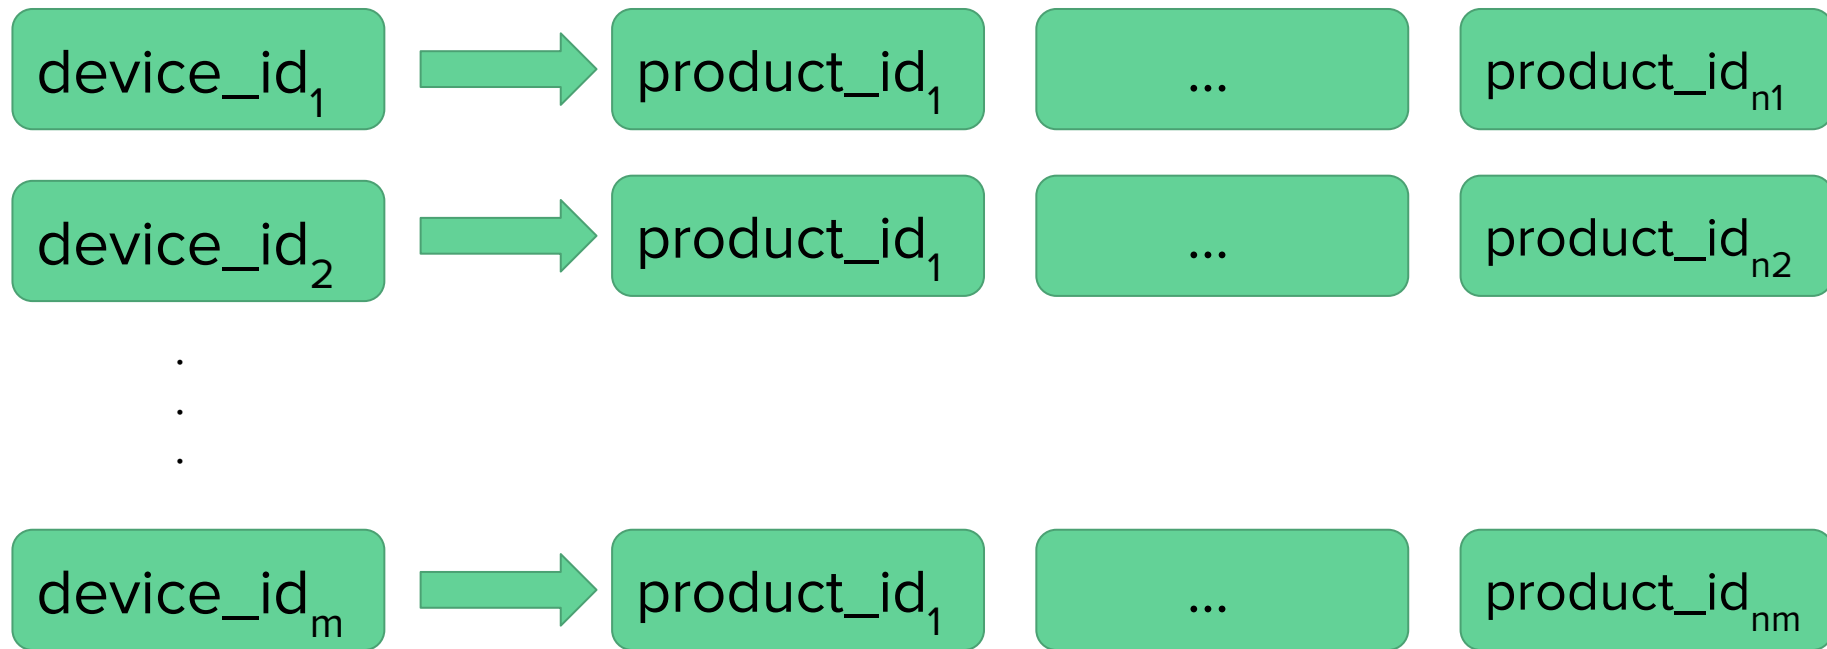 device_id₁ product_id₁ ... product_idₙ₁
device_id₂ product_id₁ ... product_idₙ₂
.
.
.
device_idₘ product_id₁ ... product_idₙₘ